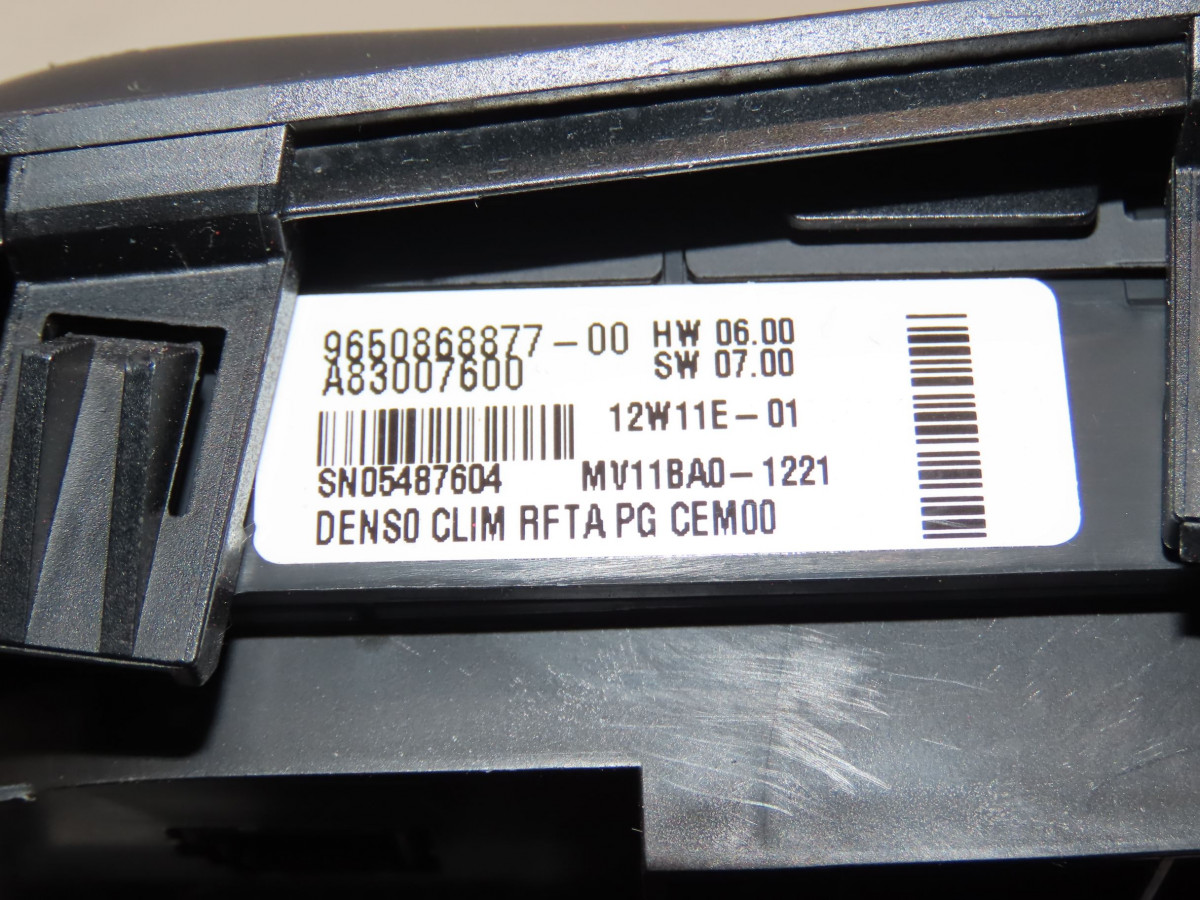 9650868877-00 HW 06.00
A83007600 SW 07.00
12W11E-01
SN05487604 MV11BA0-1221
DENSO CLIM RFTA PG CEM00